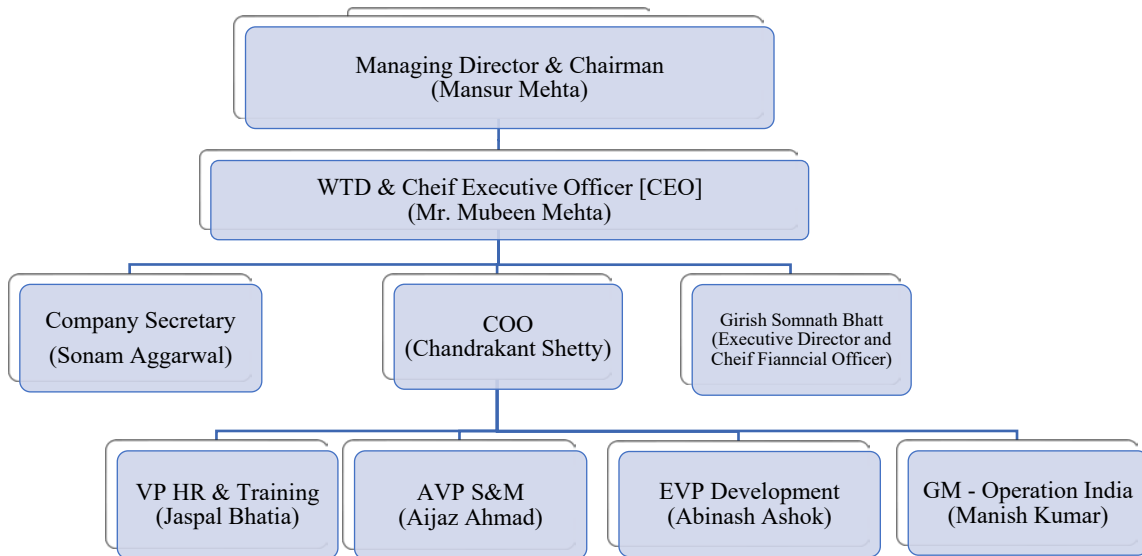 Managing Director & Chairman
(Mansur Mehta)
WTD & Cheif Executive Officer [CEO]
(Mr. Mubeen Mehta)
Company Secretary
(Sonam Aggarwal)
COO
(Chandrakant Shetty)
Girish Somnath Bhatt
(Executive Director and
Cheif Fianncial Officer)
VP HR & Training
(Jaspal Bhatia)
AVP S&M
(Aijaz Ahmad)
EVP Development
(Abinash Ashok)
GM - Operation India
(Manish Kumar)